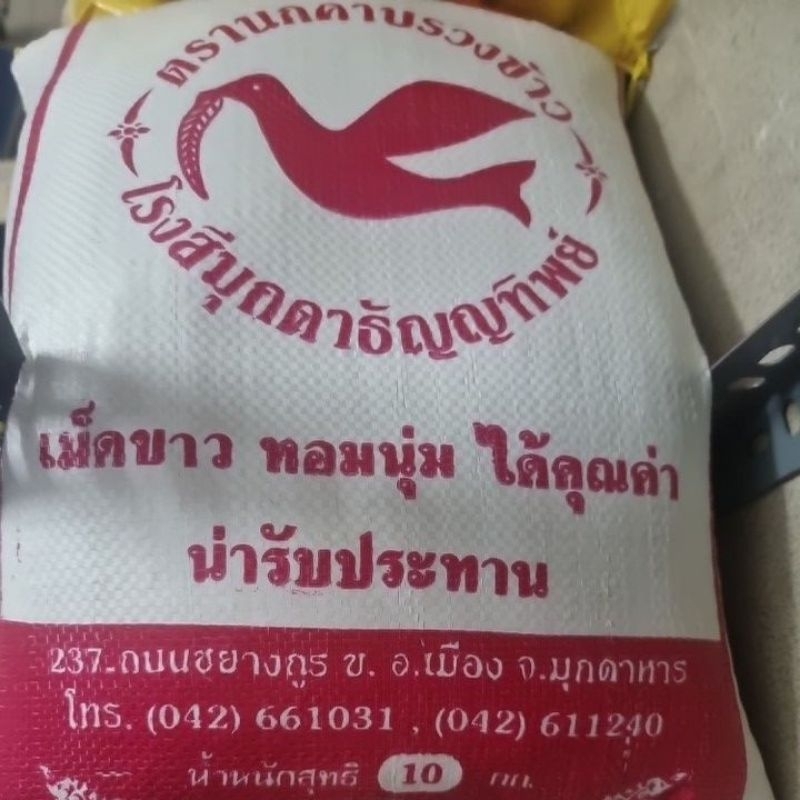 ตรานกคาบรวงข้าว
โรงสีมุกดาธัญญทิพย์
เม็ดขาว หอมนุ่ม ได้คุณค่า
น่ารับประทาน
237 ถนนชยางกูร ข. อ.เมือง จ.มุกดาหาร
โทร. (042) 661031 , (042) 611240
น้ำหนักสุทธิ 10 กก.